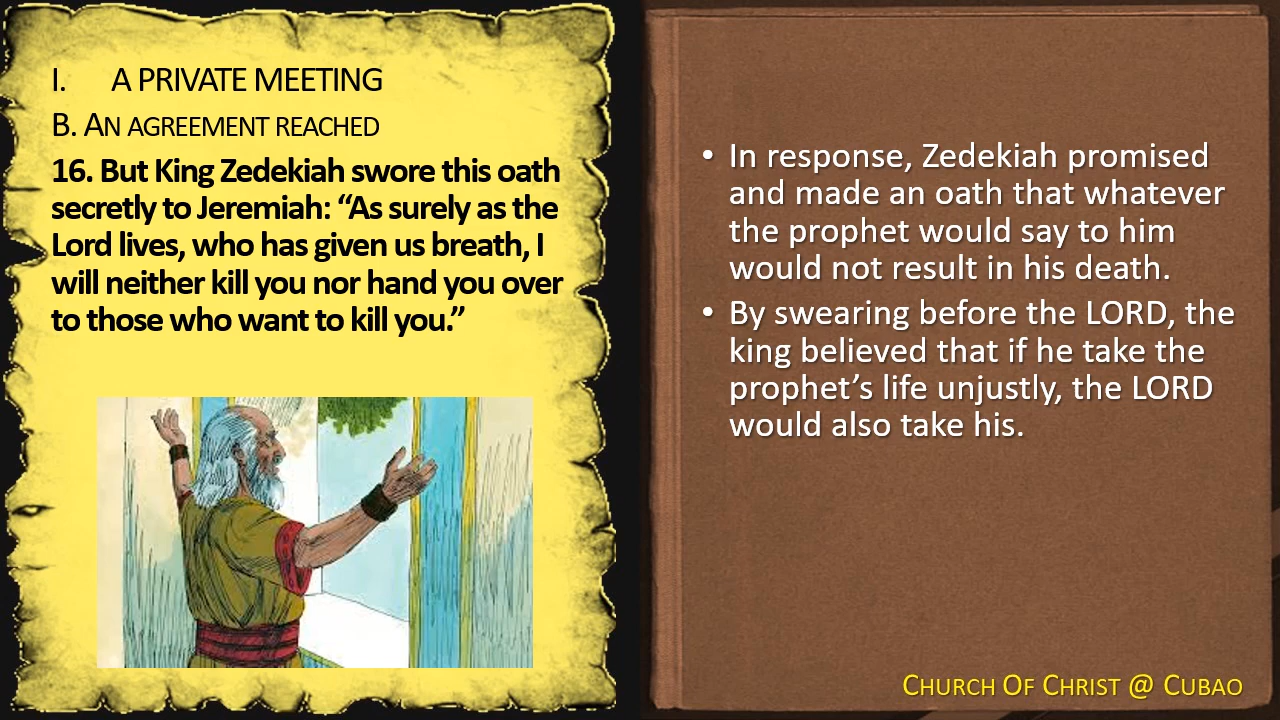 I. A PRIVATE MEETING
B. AN AGREEMENT REACHED
16. But King Zedekiah swore this oath
secretly to Jeremiah: “As surely as the
Lord lives, who has given us breath, I
will neither kill you nor hand you over
to those who want to kill you.”
• In response, Zedekiah promised
and made an oath that whatever
the prophet would say to him
would not result in his death.
• By swearing before the LORD, the
king believed that if he take the
prophet’s life unjustly, the LORD
would also take his.
CHURCH OF CHRIST @ CUBAO